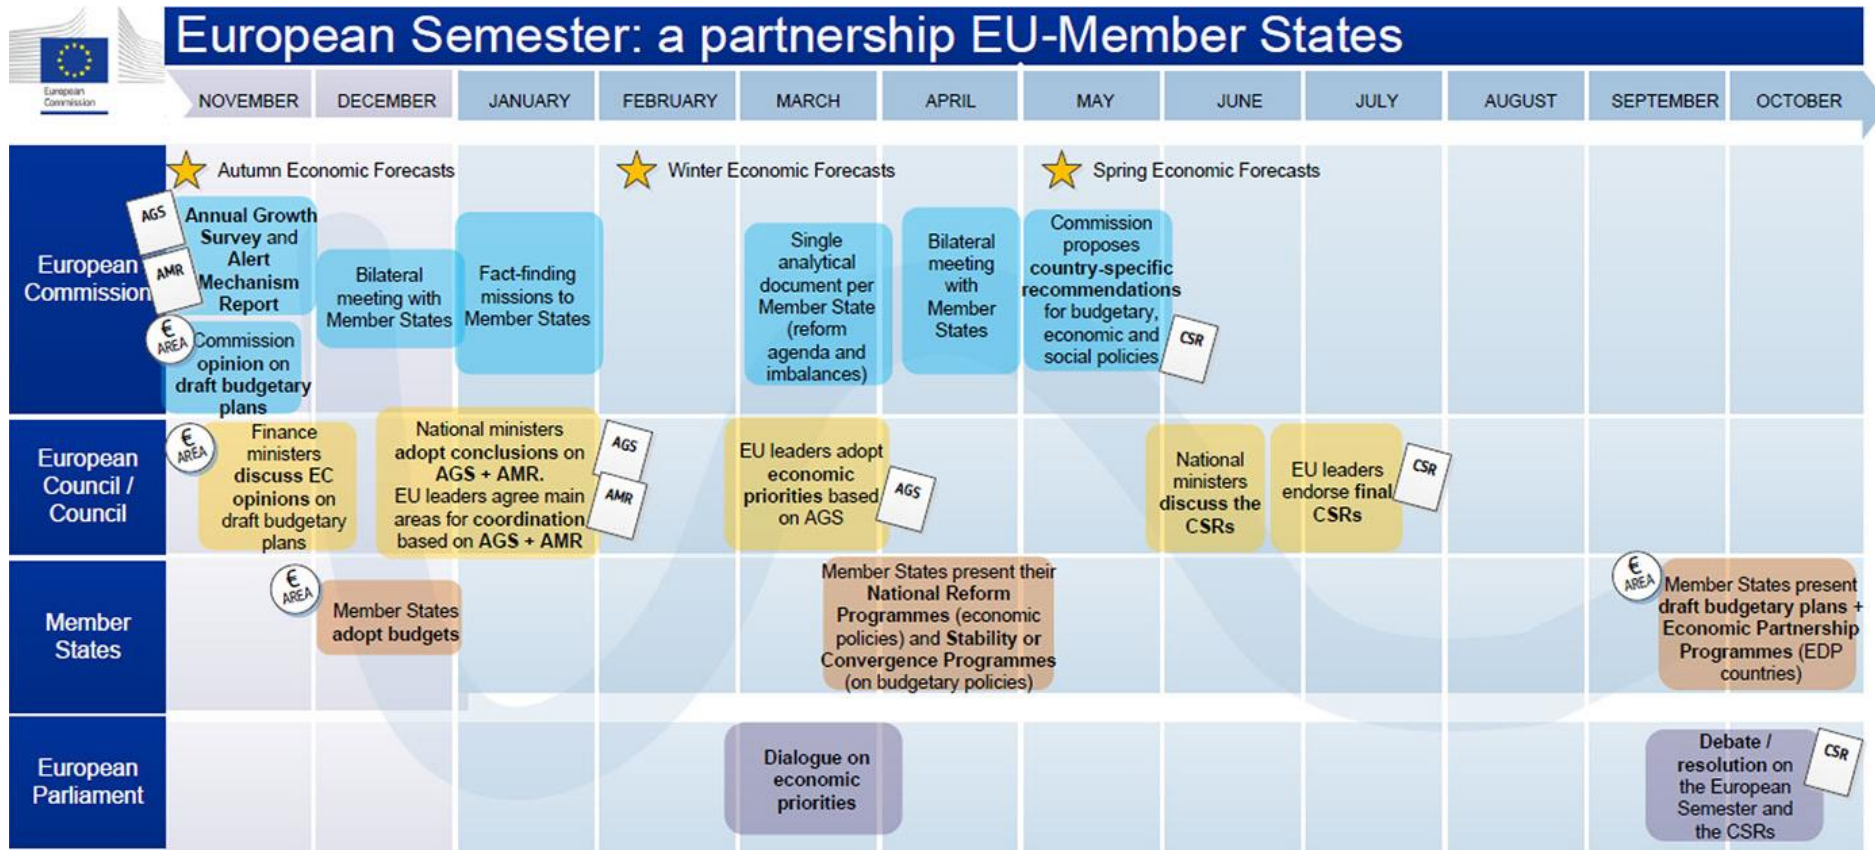 European Semester: a partnership EU-Member States
European
Commission
NOVEMBER
DECEMBER
JANUARY
FEBRUARY
MARCH
APRIL
MAY
JUNE
JULY
AUGUST
SEPTEMBER
OCTOBER
European
Commission
Autumn Economic Forecasts
Winter Economic Forecasts
Spring Economic Forecasts
AGS
AMR
Annual Growth
Survey and
Alert
Mechanism
Report
€
AREA
Commission
opinion on
draft budgetary
plans
Bilateral
meeting with
Member States
Fact-finding
missions to
Member States
Single
analytical
document per
Member State
(reform
agenda and
imbalances)
Bilateral
meeting
with
Member
States
Commission
proposes
country-specific
recommendations
for budgetary,
economic and
social policies
CSR
European
Council /
Council
€
AREA
Finance
ministers
discuss EC
opinions on
draft budgetary
plans
National ministers
adopt conclusions on
AGS + AMR.
EU leaders agree main
areas for coordination
based on AGS + AMR
AGS
AMR
EU leaders adopt
economic
priorities based
on AGS
AGS
National
ministers
discuss the
CSRs
EU leaders
endorse final
CSRs
CSR
Member
States
€
AREA
Member States
adopt budgets
Member States present their
National Reform
Programmes (economic
policies) and Stability or
Convergence Programmes
(on budgetary policies)
€
AREA
Member States present
draft budgetary plans +
Economic Partnership
Programmes (EDP
countries)
European
Parliament
Dialogue on
economic
priorities
Debate /
resolution on
the European
Semester and
the CSRs
CSR